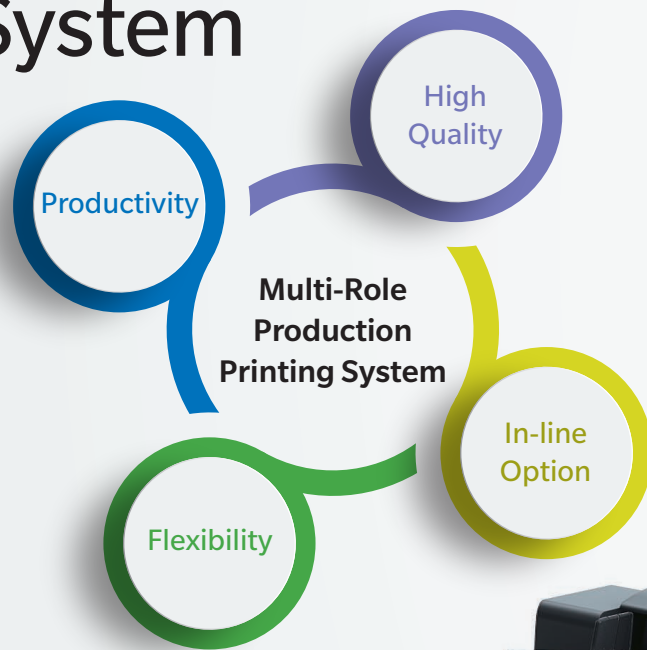 System
High
Quality
Productivity
Multi-Role
Production
Printing System
In-line
Option
Flexibility